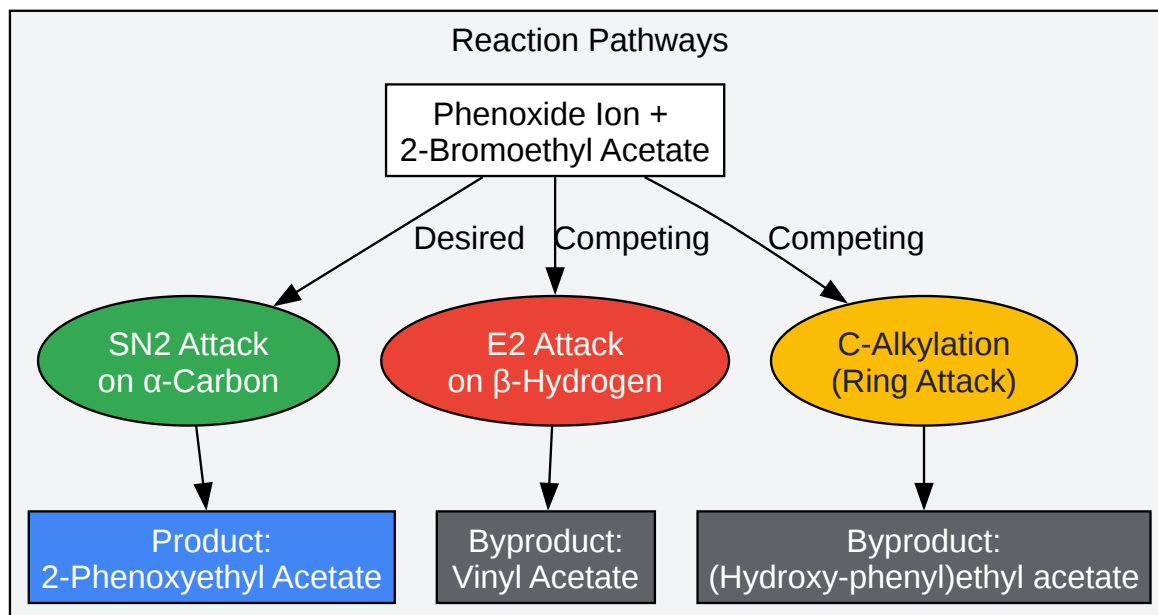 Reaction Pathways
Phenoxide Ion +
2-Bromoethyl Acetate
Desired
Competing
Competing
SN2 Attack
on α-Carbon
E2 Attack
on β-Hydrogen
C-Alkylation
(Ring Attack)
Product:
2-Phenoxyethyl Acetate
Byproduct:
Vinyl Acetate
Byproduct:
(Hydroxy-phenyl)ethyl acetate